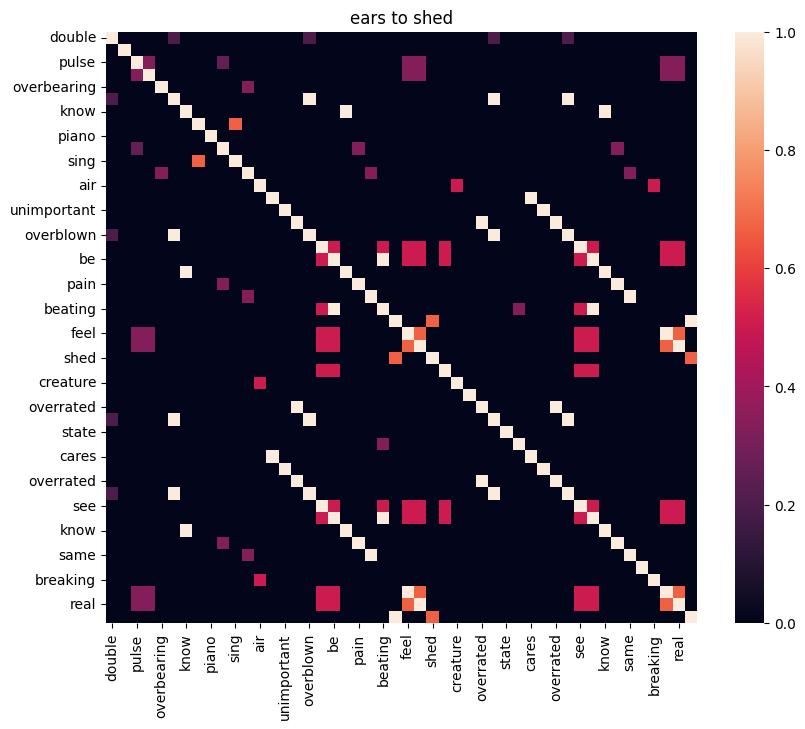 ears to shed
double
pulse
overbearing
know
piano
sing
air
unimportant
overblown
be
pain
beating
feel
shed
creature
overrated
state
cares
overrated
see
know
same
breaking
real
double
pulse
overbearing
know
piano
sing
air
unimportant
overblown
be
pain
beating
feel
shed
creature
overrated
state
cares
overrated
see
know
same
breaking
real
1.0
0.8
0.6
0.4
0.2
0.0